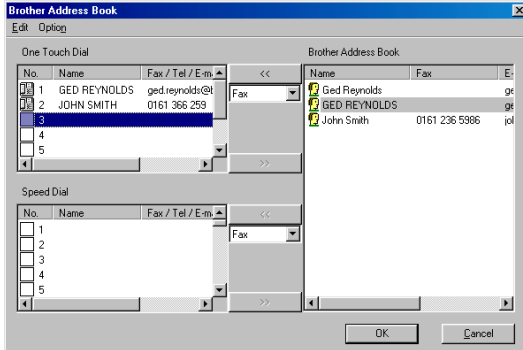 Brother Address Book
Edit Option
One Touch Dial
No. Name Fax / Tel / E-m
1 GED REYNOLDS ged.reynolds@b
2 JOHN SMITH 0161 366 259
3
4
5
<<
Fax
>>
Speed Dial
No. Name Fax / Tel / E-m
1
2
3
4
5
<<
Fax
>>
Brother Address Book
Name Fax E-
Ged Reynolds ge
GED REYNOLDS ge
John Smith 0161 236 5986 jol
OK Cancel